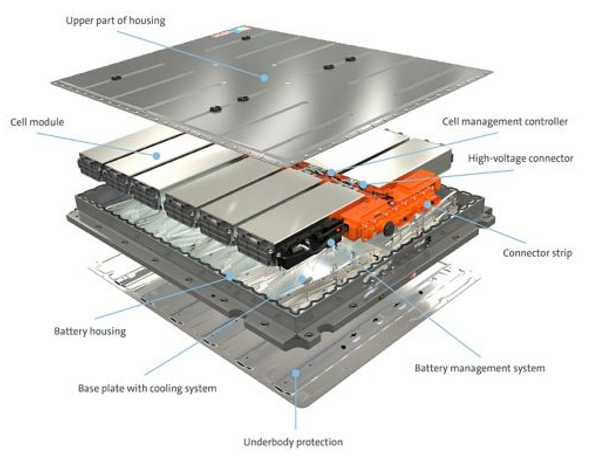 Upper part of housing
Cell module
Cell management controller
High-voltage connector
Connector strip
Battery housing
Battery management system
Base plate with cooling system
Underbody protection